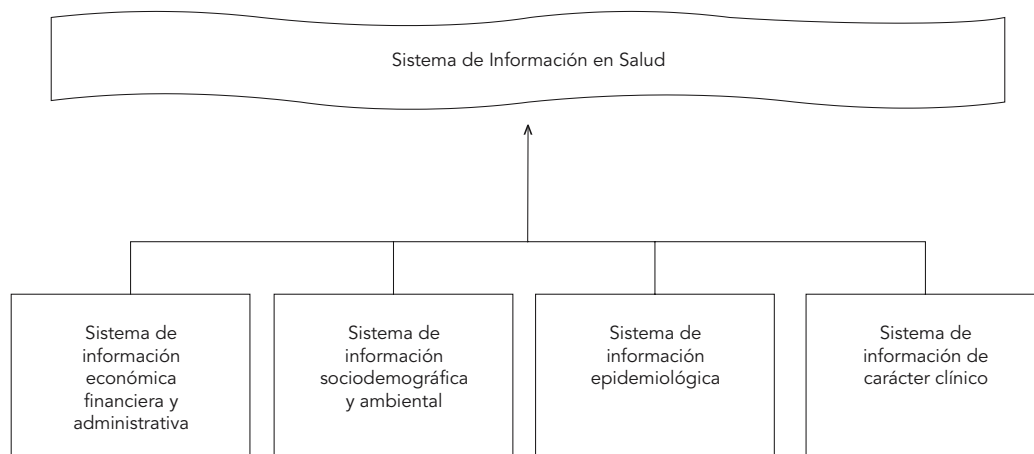 Sistema de Información en Salud
Sistema de
información
económica
financiera y
administrativa
Sistema de
información
sociodemográfica
y ambiental
Sistema de
información
epidemiológica
Sistema de
información de
carácter clínico